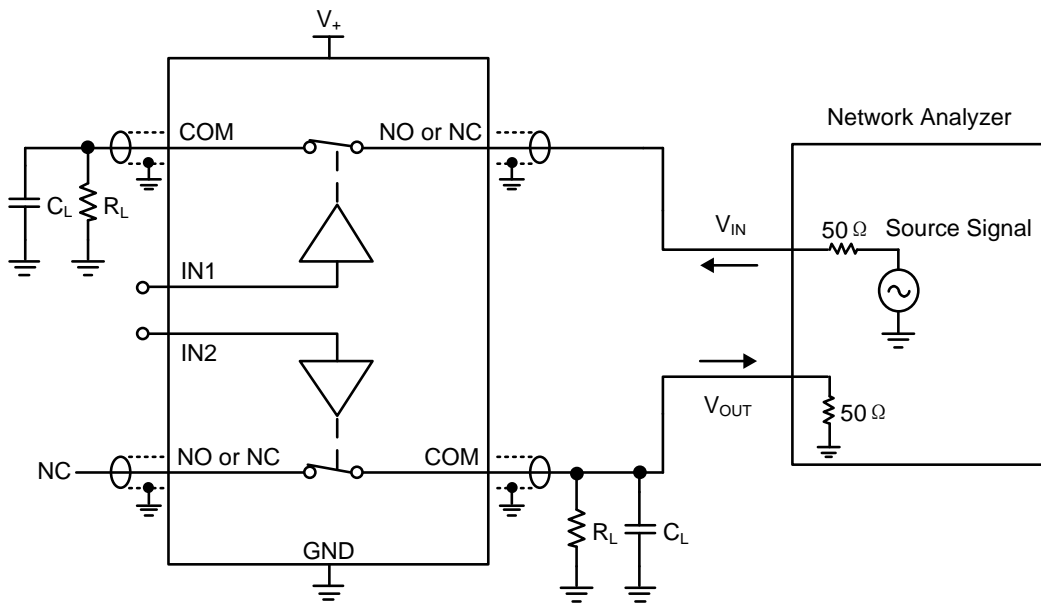 V+
COM
NO or NC
Network Analyzer
CL
RL
VIN
50 Ω
Source Signal
IN1
IN2
VOUT
50 Ω
NC
NO or NC
COM
RL
CL
GND